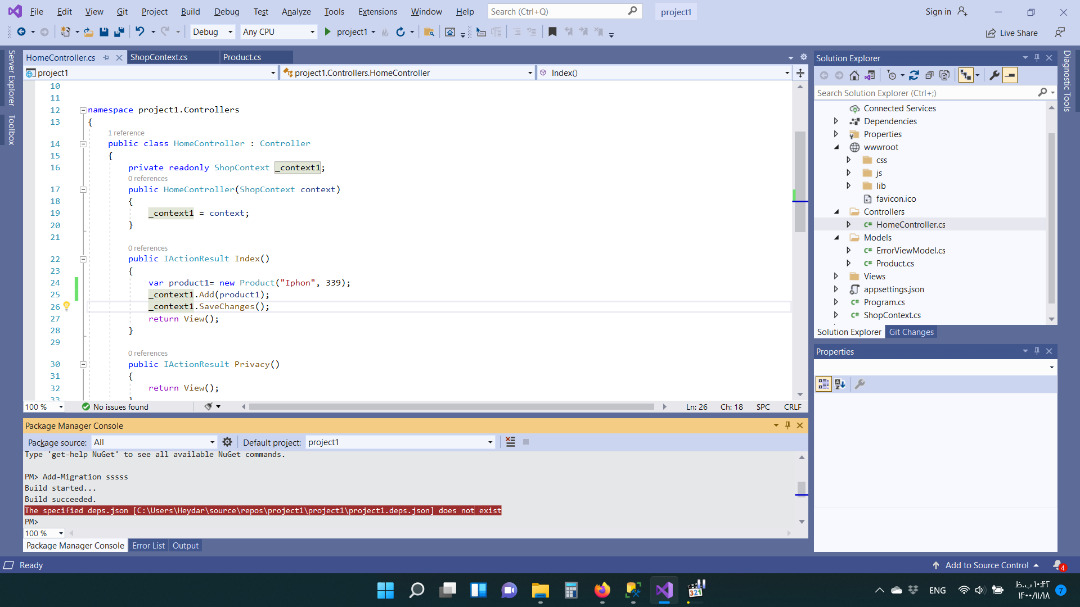 File Edit View Git Project Build Debug Test Analyze Tools Extensions Window Help Search (Ctrl+Q) project1 Sign in
Debug Any CPU project1 Live Share
Server Explorer
Toolbox
HomeController.cs ShopContext.cs Product.cs
project1 project1.Controllers.HomeController Index()
10
11
12 namespace project1.Controllers
13 {
1 reference
14 public class HomeController : Controller
15 {
16 private readonly ShopContext _context1;
0 references
17 public HomeController(ShopContext context)
18 {
19 _context1 = context;
20 }
21
0 references
22 public IActionResult Index()
23 {
24 var product1= new Product("Iphon", 339);
25 _context1.Add(product1);
26 _context1.SaveChanges();
27 return View();
28 }
29
0 references
30 public IActionResult Privacy()
31 {
32 return View();
33 }
100 % No issues found Ln: 26 Ch: 18 SPC CRLF
Package Manager Console
Package source: All Default project: project1
Type 'get-help NuGet' to see all available NuGet commands.
PM> Add-Migration sssss
Build started...
Build succeeded.
The specified deps.json [C:\Users\Heydar\source\repos\project1\project1\project1.deps.json] does not exist
PM>
100 %
Package Manager Console Error List Output
Solution Explorer
Search Solution Explorer (Ctrl+;)
Connected Services
Dependencies
Properties
wwwroot
css
js
lib
favicon.ico
Controllers
C# HomeController.cs
Models
C# ErrorViewModel.cs
C# Product.cs
Views
appsettings.json
C# Program.cs
C# ShopContext.cs
Solution Explorer Git Changes
Properties
Diagnostic Tools
Ready Add to Source Control 4
321
ENG
۱۰:۴۲ ب.ظ
۱۴۰۰/۱۱/۱۸
7